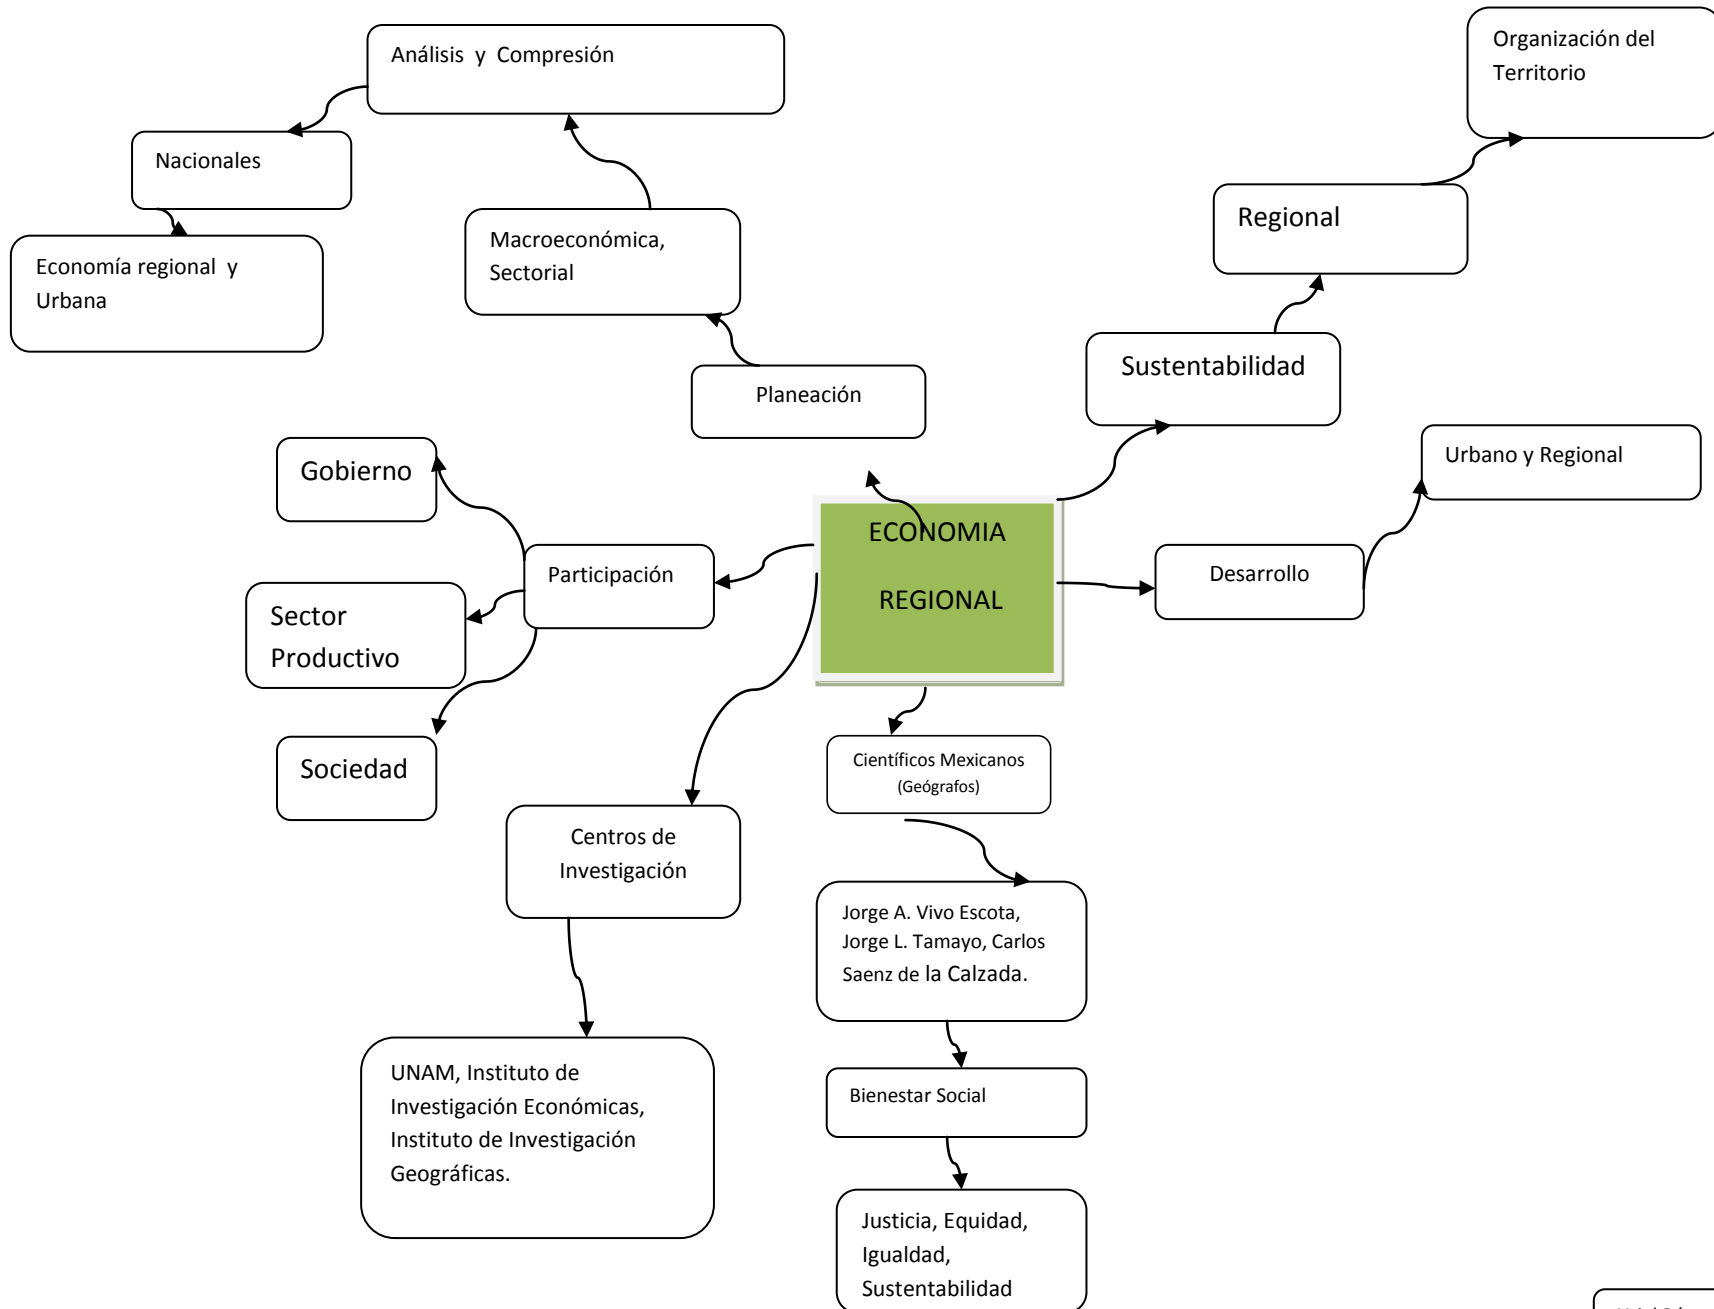 Análisis y Compresión
Organización del
Territorio
Nacionales
Regional
Macroeconómica,
Sectorial
Economía regional y
Urbana
Sustentabilidad
Planeación
Urbano y Regional
Gobierno
ECONOMIA
REGIONAL
Participación
Desarrollo
Sector
Productivo
Sociedad
Científicos Mexicanos
(Geógrafos)
Centros de
Investigación
Jorge A. Vivo Escota,
Jorge L. Tamayo, Carlos
Saenz de la Calzada.
UNAM, Instituto de
Investigación Económicas,
Instituto de Investigación
Geográficas.
Bienestar Social
Justicia, Equidad,
Igualdad,
Sustentabilidad